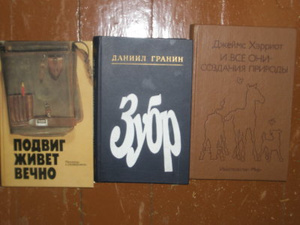 ПОДВИГ
ЖИВЕТ
ВЕЧНО
ДАНИИЛ ГРАНИН
Зубр
Джеймс Хэрриот
И ВСЕ ОНИ
СОЗДАНИЯ ПРИРОДЫ